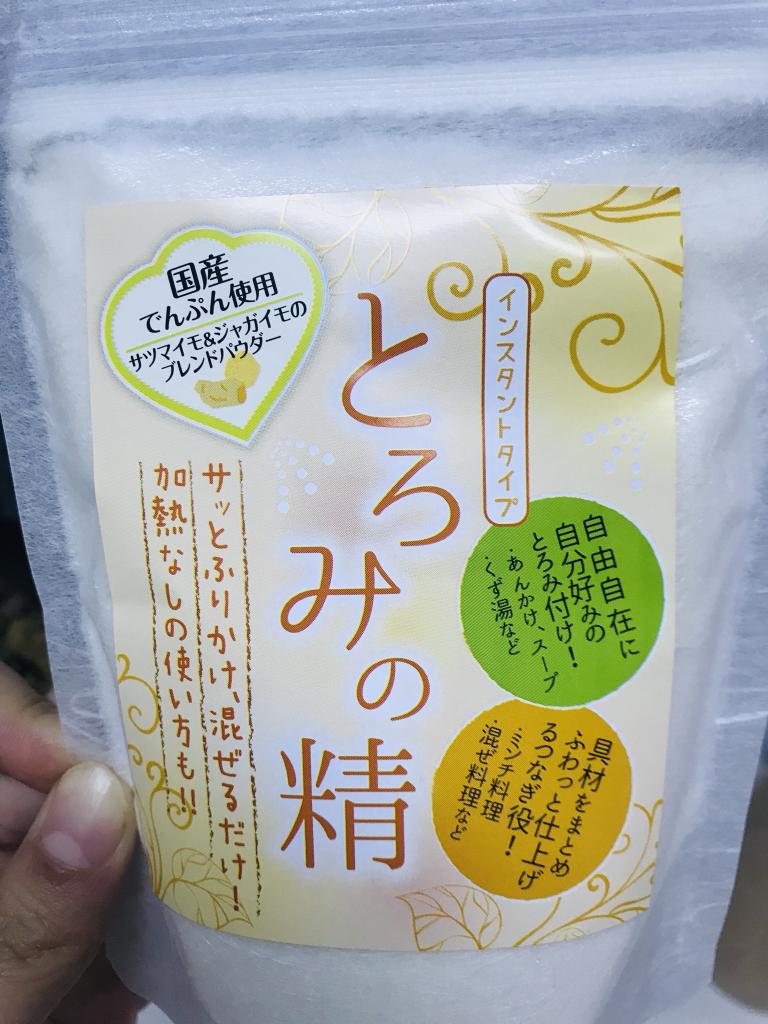 国産
でんぷん使用
サツマイモ&ジャガイモの
ブレンドパウダー
インスタントタイプ
とろみの精
自由自在に
自分好みの
とろみ付け!
・あんかけ、スープ
・くず湯など
具材をまとめ
ふわっと仕上げ
るつなぎ役!
・ミンチ料理
・混ぜ料理など
サッとふりかけ、混ぜるだけ!
加熱なしの使い方も!!